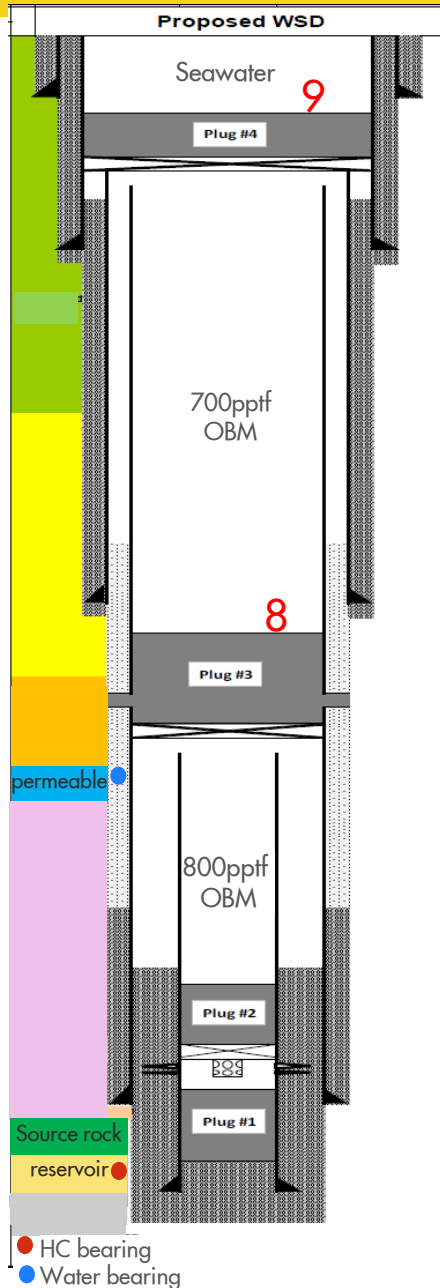 Proposed WSD
Seawater
9
Plug #4
700pptf
OBM
8
Plug #3
permeable
800pptf
OBM
Plug #2
Plug #1
Source rock
reservoir
HC bearing
Water bearing